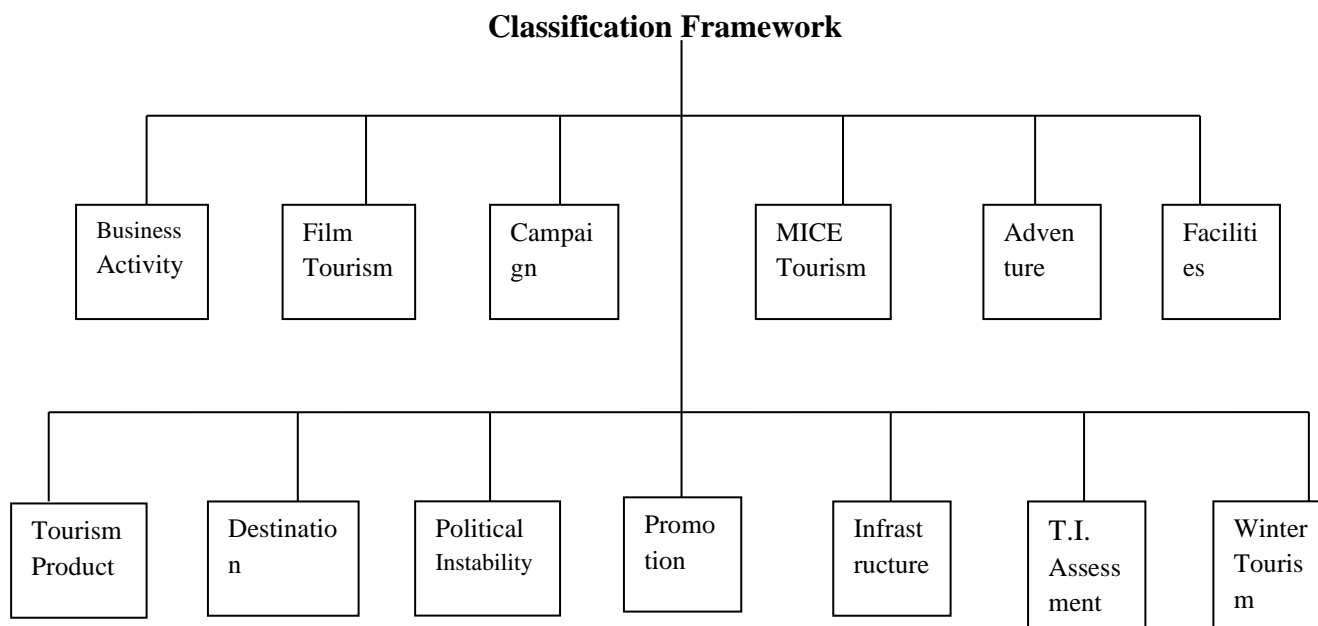 Classification Framework
Business
Activity
Film
Tourism
Campai
gn
MICE
Tourism
Adven
ture
Faciliti
es
Tourism
Product
Destinatio
n
Political
Instability
Promo
tion
Infrast
ructure
T.I.
Assess
ment
Winter
Touris
m